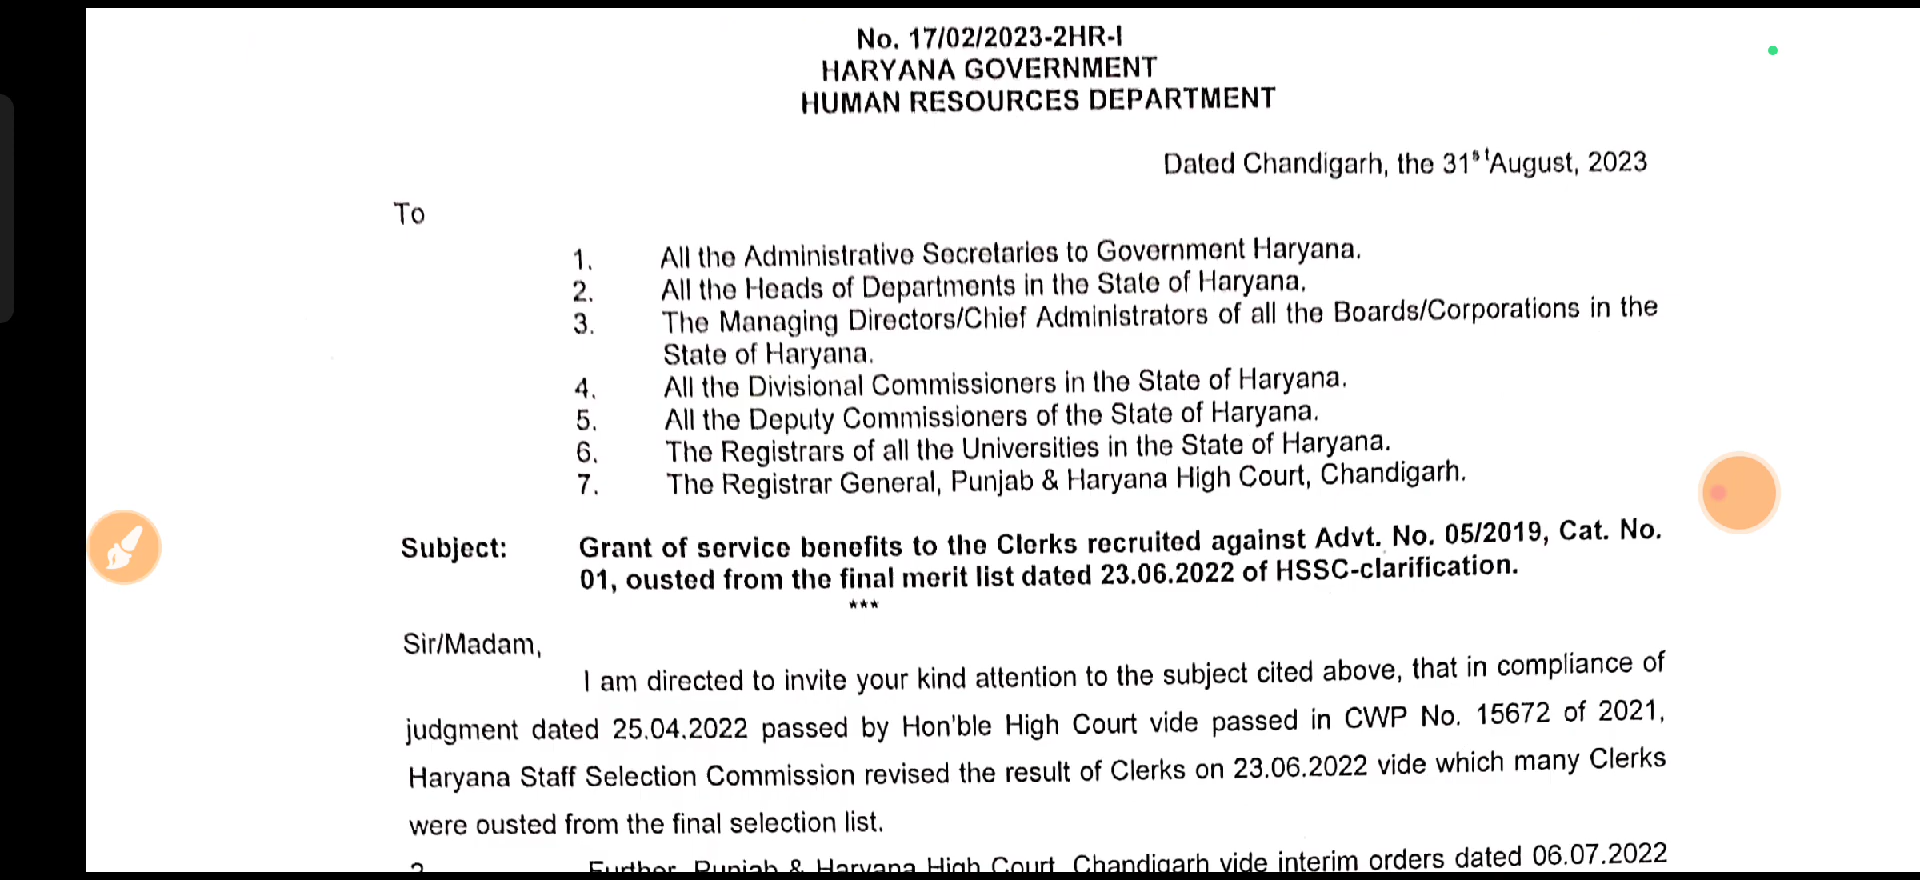 No. 17/02/2023-2HR-I
HARYANA GOVERNMENT
HUMAN RESOURCES DEPARTMENT
Dated Chandigarh, the 31st August, 2023
To
1. All the Administrative Secretaries to Government Haryana.
2. All the Heads of Departments in the State of Haryana.
3. The Managing Directors/Chief Administrators of all the Boards/Corporations in the
State of Haryana.
4. All the Divisional Commissioners in the State of Haryana.
5. All the Deputy Commissioners of the State of Haryana.
6. The Registrars of all the Universities in the State of Haryana.
7. The Registrar General, Punjab & Haryana High Court, Chandigarh.
Subject: Grant of service benefits to the Clerks recruited against Advt. No. 05/2019, Cat. No.
01, ousted from the final merit list dated 23.06.2022 of HSSC-clarification.
***
Sir/Madam,
I am directed to invite your kind attention to the subject cited above, that in compliance of
judgment dated 25.04.2022 passed by Hon'ble High Court vide passed in CWP No. 15672 of 2021,
Haryana Staff Selection Commission revised the result of Clerks on 23.06.2022 vide which many Clerks
were ousted from the final selection list.
Further, Punjab & Haryana High Court, Chandigarh vide interim orders dated 06.07.2022